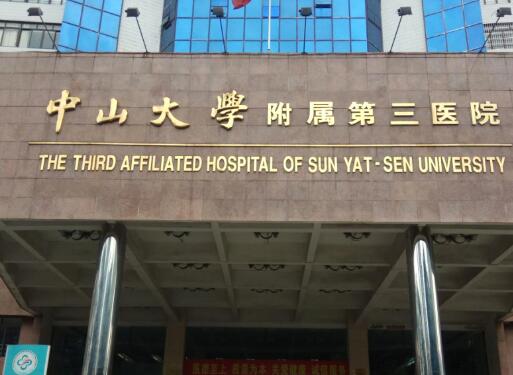 中山大學附属第三医院
THE THIRD AFFILIATED HOSPITAL OF SUN YAT-SEN UNIVERSITY